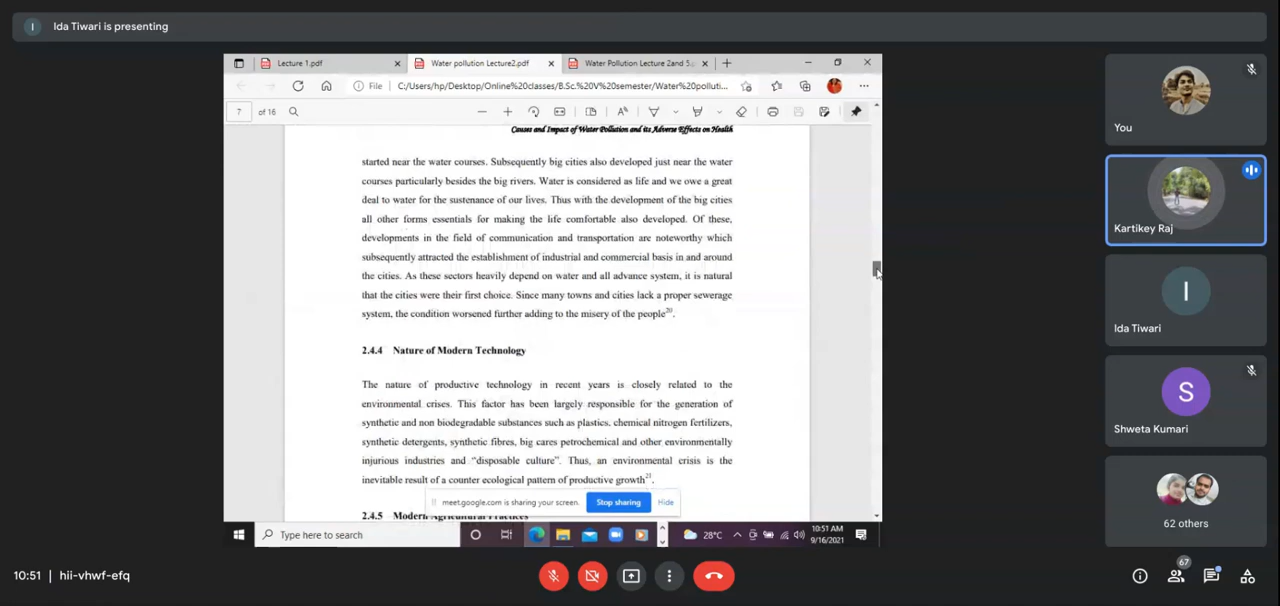 I Ida Tiwari is presenting
Lecture 1.pdf
Water pollution Lecture2.pdf
Water Pollution Lecture 2and 5.p
File
C:/Users/hp/Desktop/Online%20classes/B.Sc.%20V%20semester/Water%20polluti...
7 of 16
Causes and Impact of Water Pollution and its Adverse Effects on Health
started near the water courses. Subsequently big cities also developed just near the water
courses particularly besides the big rivers. Water is considered as life and we owe a great
deal to water for the sustenance of our lives. Thus with the development of the big cities
all other forms essentials for making the life comfortable also developed. Of these,
developments in the field of communication and transportation are noteworthy which
subsequently attracted the establishment of industrial and commercial basis in and around
the cities. As these sectors heavily depend on water and all advance system, it is natural
that the cities were their first choice. Since many towns and cities lack a proper sewerage
system, the condition worsened further adding to the misery of the people20.
2.4.4 Nature of Modern Technology
The nature of productive technology in recent years is closely related to the
environmental crises. This factor has been largely responsible for the generation of
synthetic and non biodegradable substances such as plastics, chemical nitrogen fertilizers,
synthetic detergents, synthetic fibres, big cares petrochemical and other environmentally
injurious industries and “disposable culture”. Thus, an environmental crisis is the
inevitable result of a counter ecological pattern of productive growth21.
meet.google.com is sharing your screen.
Stop sharing
Hide
2.4.5 Modern Agricultural Practices
Type here to search
28°C
10:51 AM
9/16/2021
You
Kartikey Raj
I
Ida Tiwari
S
Shweta Kumari
62 others
10:51 hii-vhwf-efq
67